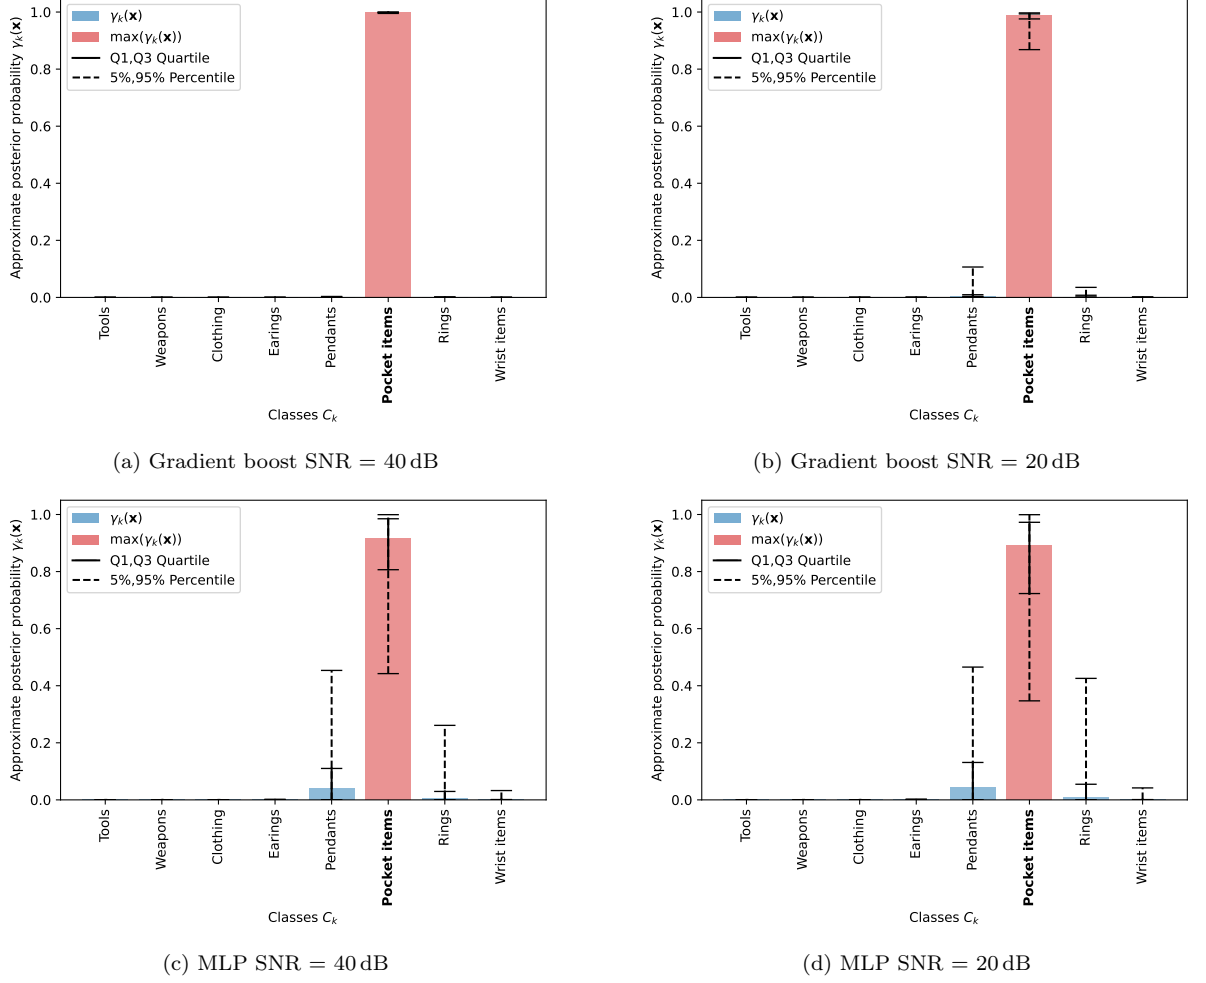 Approximate posterior probability γk(x)
1.0
0.8
0.6
0.4
0.2
0.0
γk(x)
max(γk(x))
Q1,Q3 Quartile
5%,95% Percentile
Tools
Weapons
Clothing
Earings
Pendants
Pocket items
Rings
Wrist items
Classes Ck
(a) Gradient boost SNR = 40 dB
Approximate posterior probability γk(x)
1.0
0.8
0.6
0.4
0.2
0.0
γk(x)
max(γk(x))
Q1,Q3 Quartile
5%,95% Percentile
Tools
Weapons
Clothing
Earings
Pendants
Pocket items
Rings
Wrist items
Classes Ck
(b) Gradient boost SNR = 20 dB
Approximate posterior probability γk(x)
1.0
0.8
0.6
0.4
0.2
0.0
γk(x)
max(γk(x))
Q1,Q3 Quartile
5%,95% Percentile
Tools
Weapons
Clothing
Earings
Pendants
Pocket items
Rings
Wrist items
Classes Ck
(c) MLP SNR = 40 dB
Approximate posterior probability γk(x)
1.0
0.8
0.6
0.4
0.2
0.0
γk(x)
max(γk(x))
Q1,Q3 Quartile
5%,95% Percentile
Tools
Weapons
Clothing
Earings
Pendants
Pocket items
Rings
Wrist items
Classes Ck
(d) MLP SNR = 20 dB